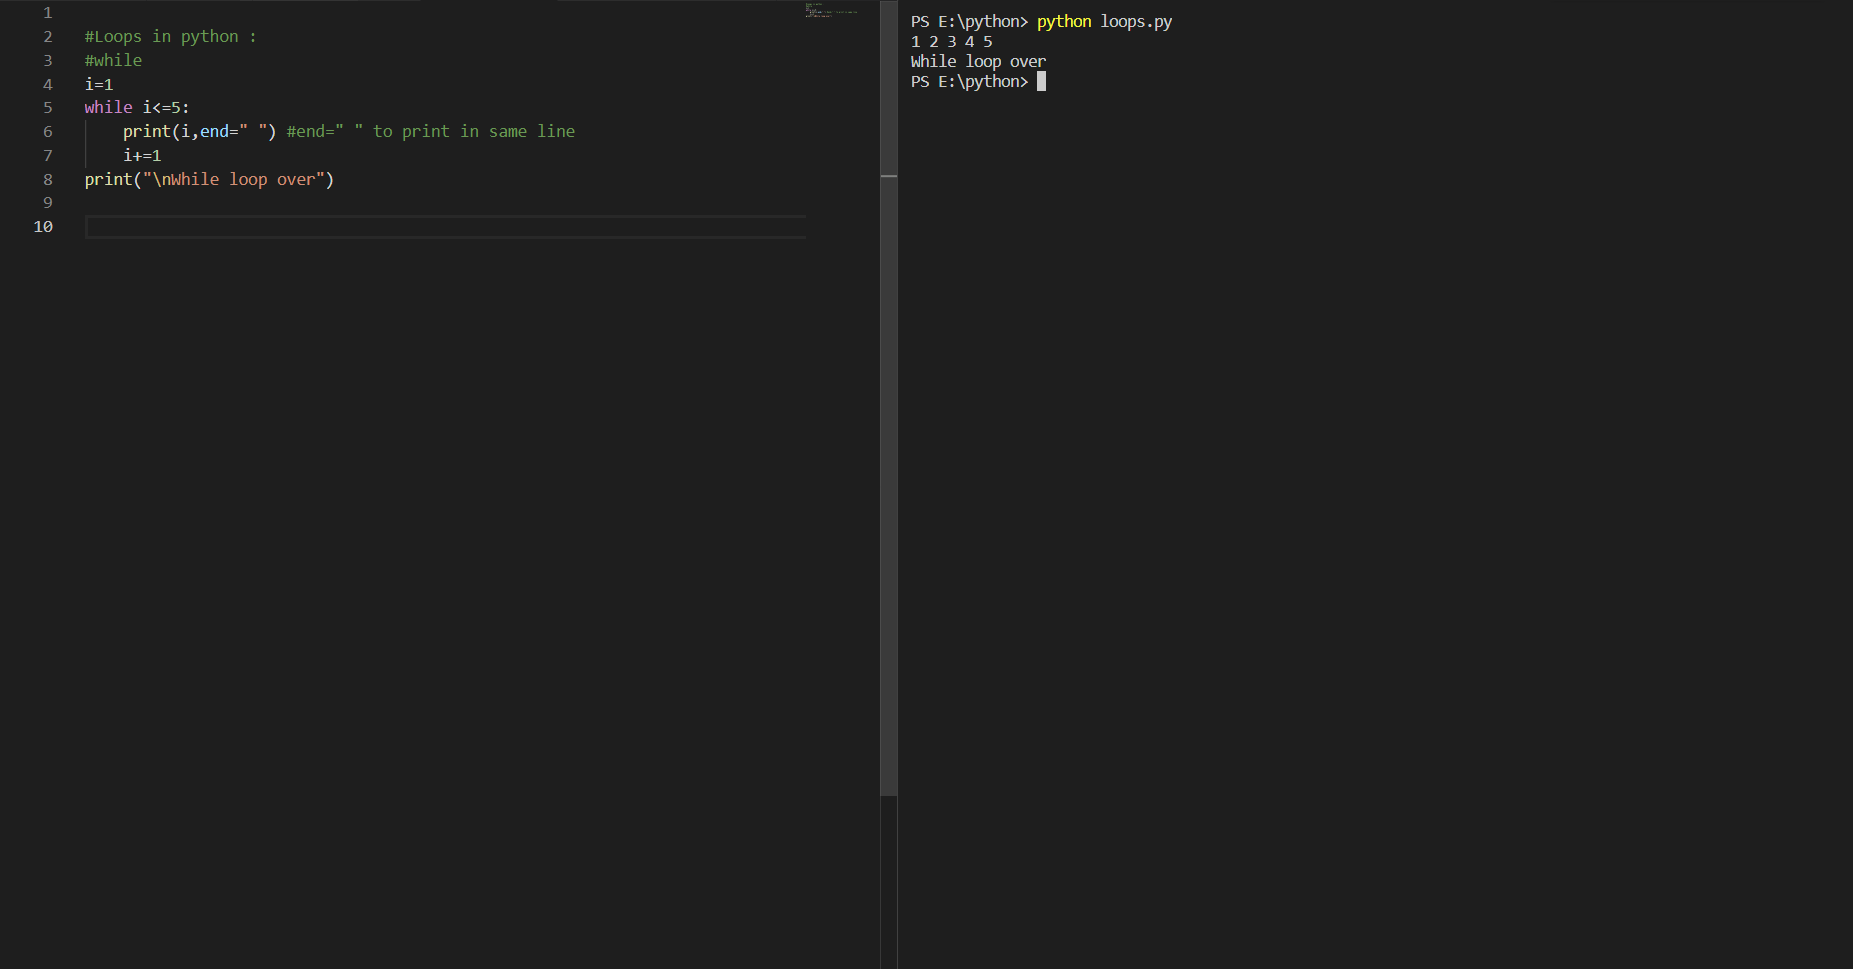 1
2 #Loops in python :
3 #while
4 i=1
5 while i<=5:
6     print(i,end=" ") #end=" " to print in same line
7     i+=1
8 print("\nWhile loop over")
9
10
PS E:\python> python loops.py
1 2 3 4 5
While loop over
PS E:\python>